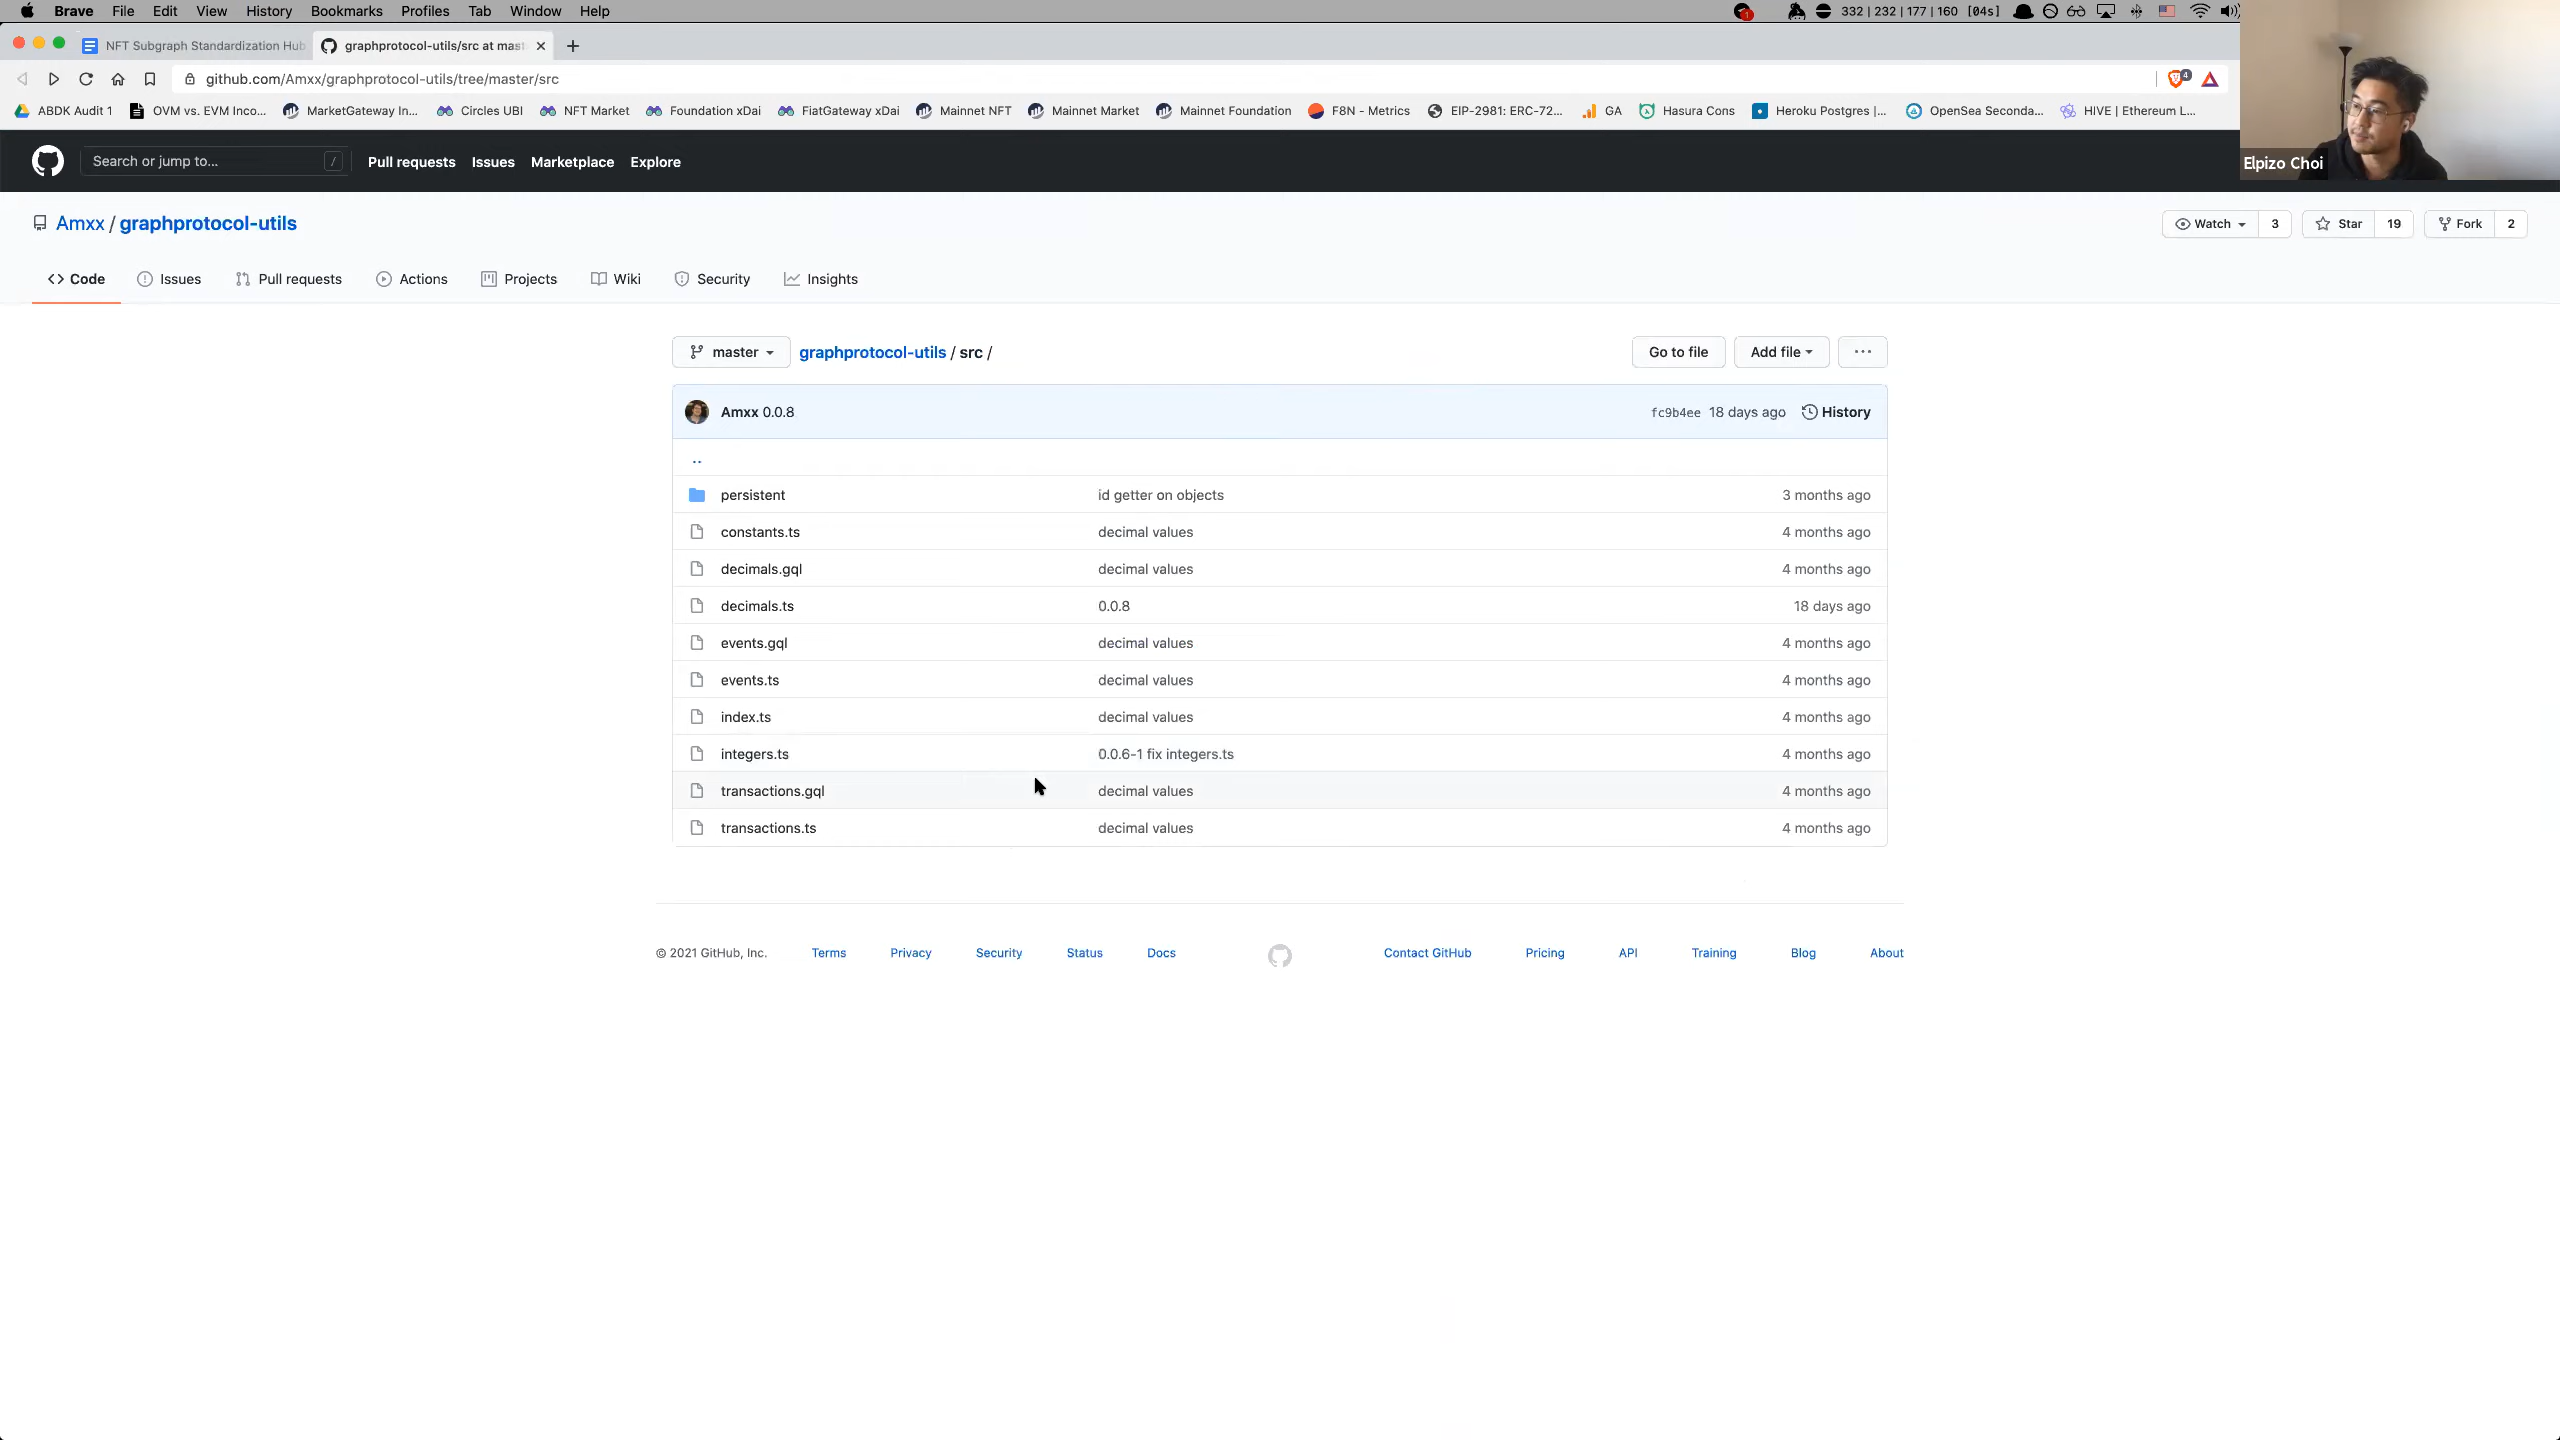 Brave File Edit View History Bookmarks Profiles Tab Window Help 1 332 | 232 | 177 | 160 [04s]
NFT Subgraph Standardization Hub graphprotocol-utils/src at mast
github.com/Amxx/graphprotocol-utils/tree/master/src 4
ABDK Audit 1 OVM vs. EVM Inco... MarketGateway In... Circles UBI NFT Market Foundation xDai FiatGateway xDai Mainnet NFT Mainnet Market Mainnet Foundation F8N - Metrics EIP-2981: ERC-72... GA Hasura Cons Heroku Postgres |... OpenSea Seconda... HIVE | Ethereum L...
Search or jump to... / Pull requests Issues Marketplace Explore
Elpizo Choi
Amxx / graphprotocol-utils Watch 3 Star 19 Fork 2
Code Issues Pull requests Actions Projects Wiki Security Insights
master graphprotocol-utils / src / Go to file Add file ...
Amxx 0.0.8 fc9b4ee 18 days ago History
..
persistent id getter on objects 3 months ago
constants.ts decimal values 4 months ago
decimals.gql decimal values 4 months ago
decimals.ts 0.0.8 18 days ago
events.gql decimal values 4 months ago
events.ts decimal values 4 months ago
index.ts decimal values 4 months ago
integers.ts 0.0.6-1 fix integers.ts 4 months ago
transactions.gql decimal values 4 months ago
transactions.ts decimal values 4 months ago
© 2021 GitHub, Inc. Terms Privacy Security Status Docs Contact GitHub Pricing API Training Blog About